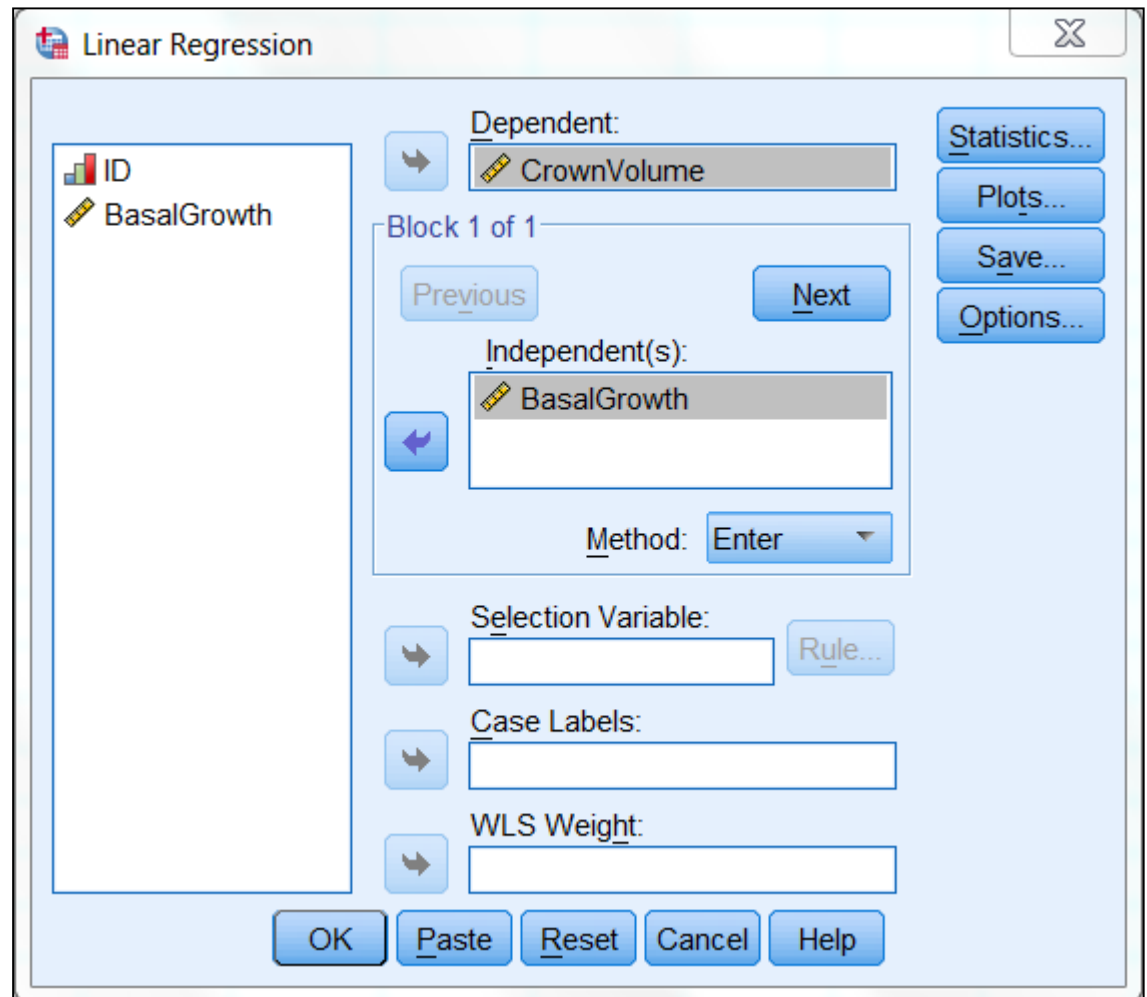 Linear Regression
ID
BasalGrowth
Dependent:
CrownVolume
Block 1 of 1
Previous
Next
Independent(s):
BasalGrowth
Method: Enter
Selection Variable:
Rule...
Case Labels:
WLS Weight:
Statistics...
Plots...
Save...
Options...
OK Paste Reset Cancel Help